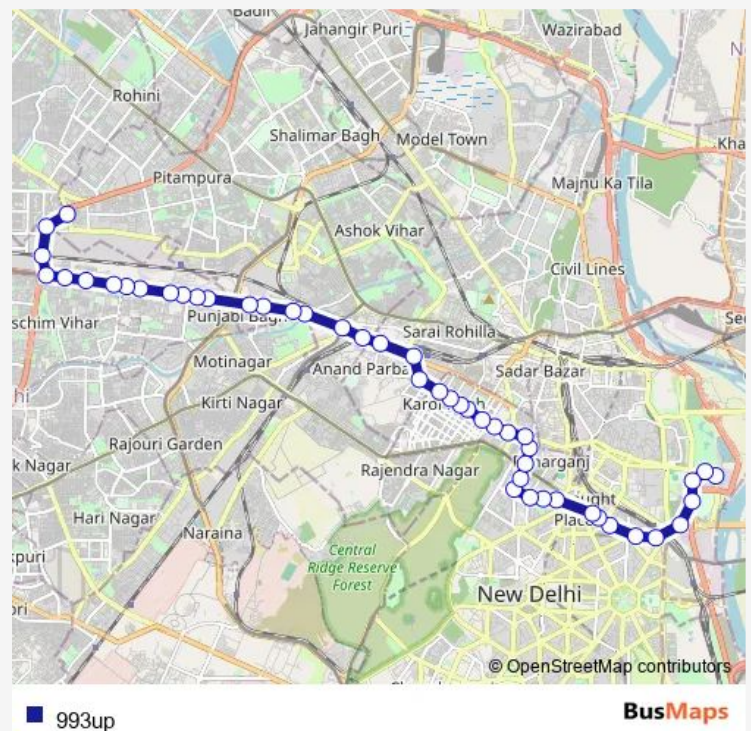 Badli
Jahangir Puri
Wazirabad
Rohini
Shalimar Bagh
Model Town
Kha
Pitampura
Majnu Ka Tila
Ashok Vihar
Civil Lines
schim Vihar
Punjabi Bagh
Sarai Rohilla
Motinagar
Anand Parba
Sadar Bazar
Kirti Nagar
Rajouri Garden
k Nagar
Rajendra Nagar
harganj
Hari Nagar
Naraina
Central
Ridge Reserve
Forest
New Delhi
© OpenStreetMap contributors
993up
BusMaps